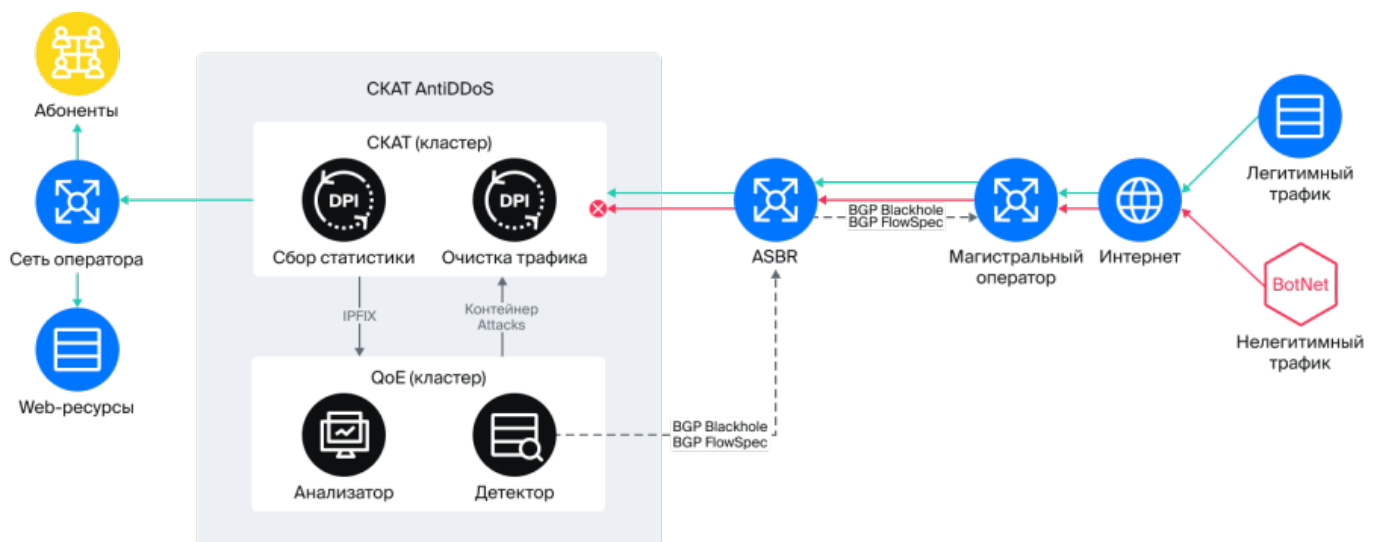 Абоненты
Сеть оператора
Web-ресурсы
СКАТ AntiDDoS
СКАТ (кластер)
DPI
DPI
Сбор статистики
Очистка трафика
IPFIX
Контейнер
Attacks
QoE (кластер)
Анализатор
Детектор
BGP Blackhole
BGP FlowSpec
ASBR
BGP Blackhole
BGP FlowSpec
Магистральный
оператор
Интернет
Легитимный
трафик
BotNet
Нелегитимный
трафик